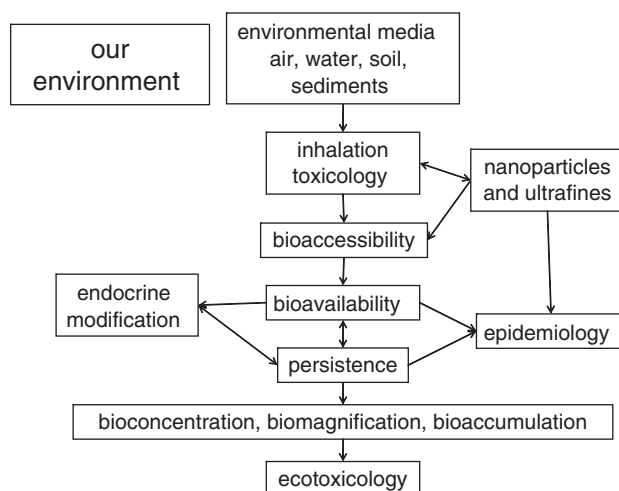 our
environment
environmental media
air, water, soil,
sediments
inhalation
toxicology
nanoparticles
and ultrafines
bioaccessibility
endocrine
modification
bioavailability
epidemiology
persistence
bioconcentration, biomagnification, bioaccumulation
ecotoxicology